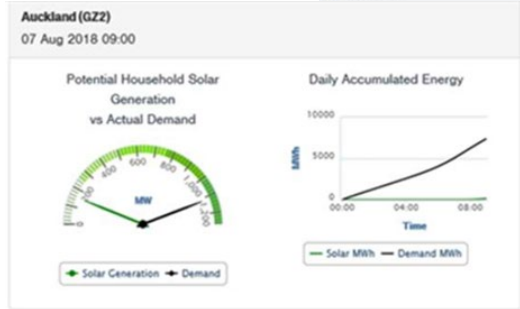 Auckland (GZ2)
07 Aug 2018 09:00
Potential Household Solar
Generation
vs Actual Demand
0
200
400
600
800
1,000
1,200
MW
Solar Generation
Demand
Daily Accumulated Energy
10000
5000
0
MWh
00:00
04:00
08:00
Time
Solar MWh
Demand MWh